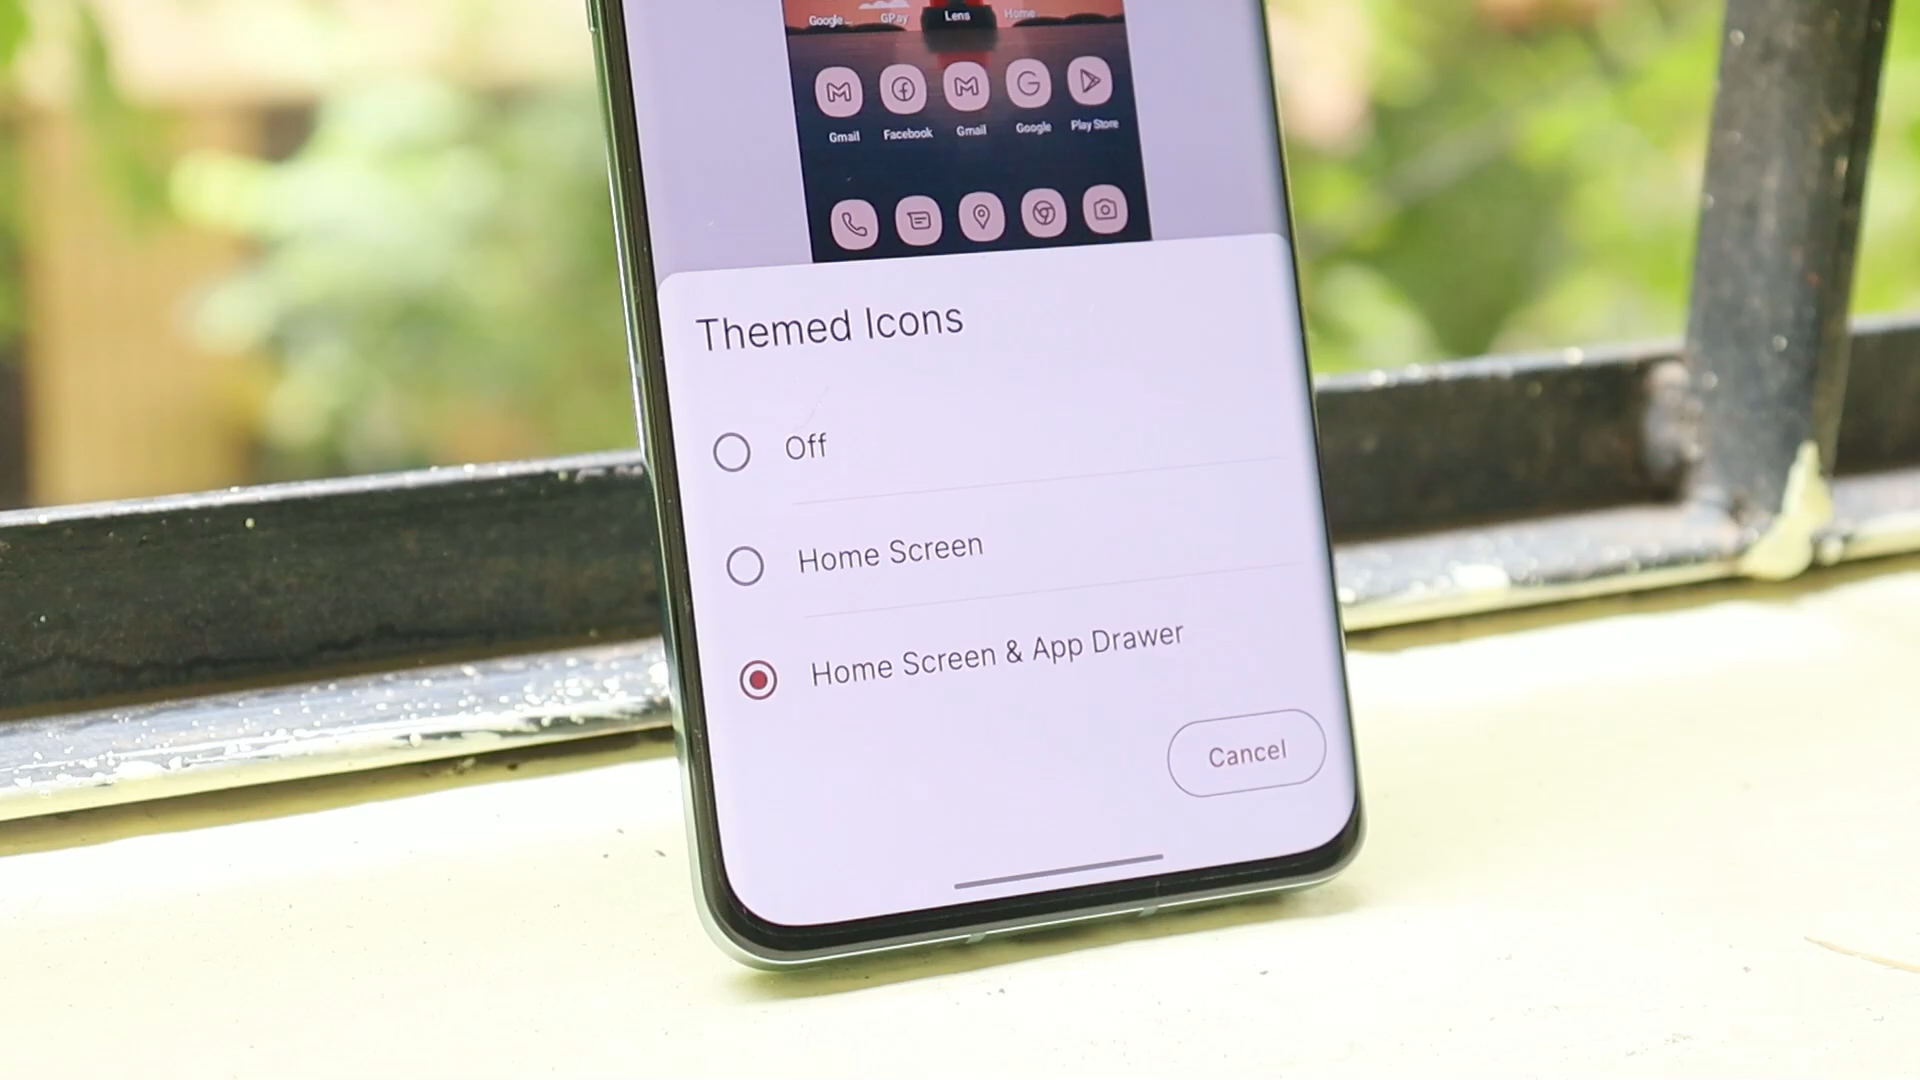 Google ... GPay Lens Home
Gmail Facebook Gmail Google Play Store
Themed Icons
Off
Home Screen
Home Screen & App Drawer
Cancel